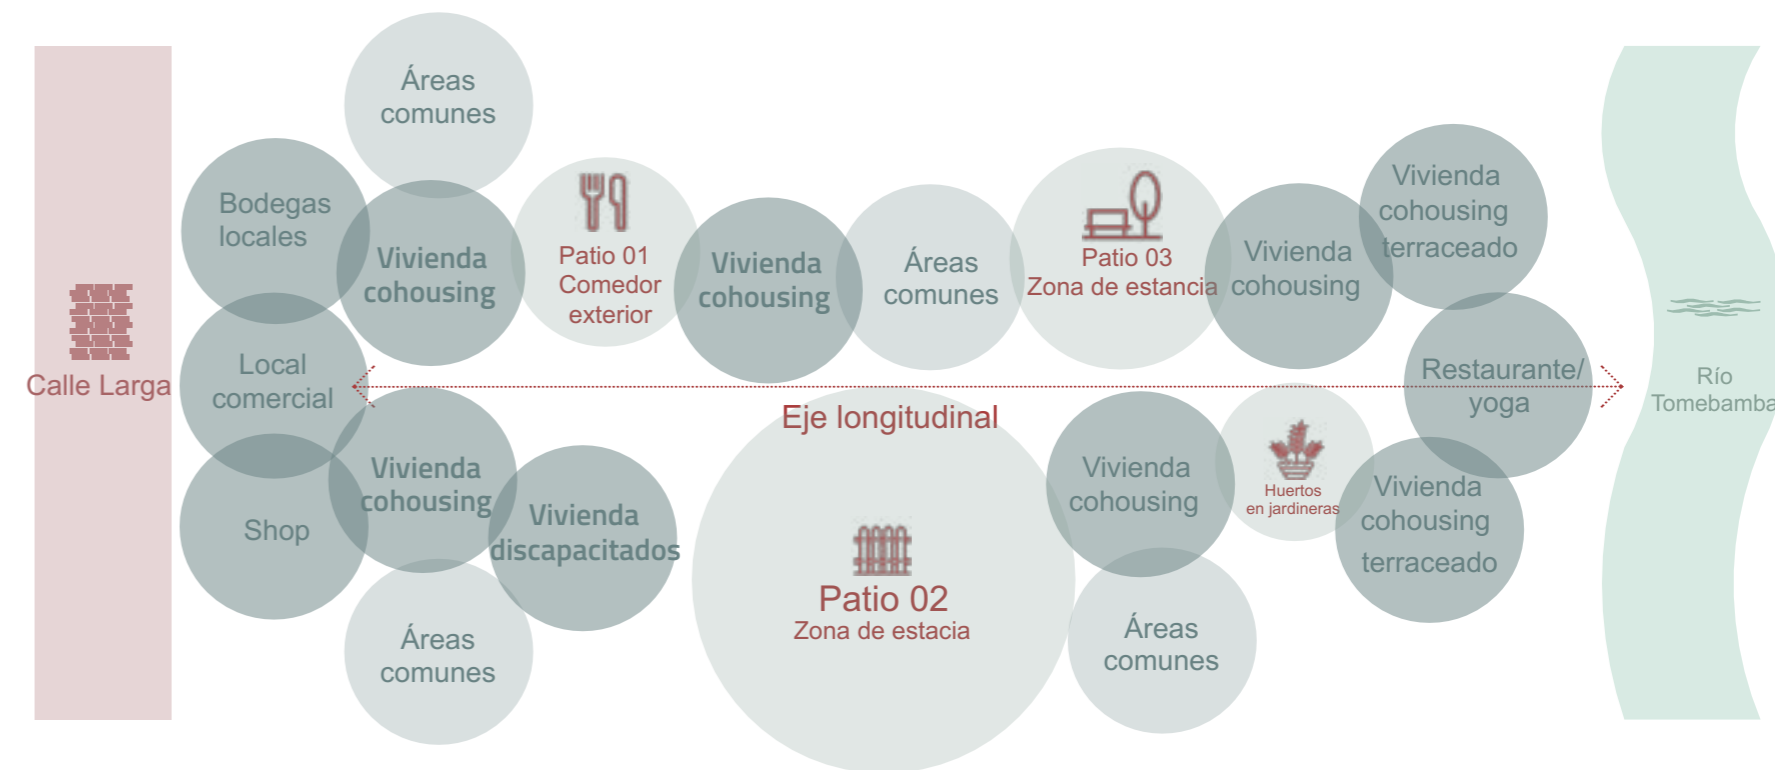 Áreas
comunes
Bodegas
locales
Vivienda
cohousing
Patio 01
Comedor
exterior
Vivienda
cohousing
Áreas
comunes
Patio 03
Zona de estancia
Vivienda
cohousing
Vivienda
cohousing
terraceado
Calle Larga
Local
comercial
Eje longitudinal
Restaurante/
yoga
Río
Tomebamba
Shop
Vivienda
cohousing
Vivienda
discapacitados
Áreas
comunes
Patio 02
Zona de estacia
Vivienda
cohousing
Huertos
en jardineras
Vivienda
cohousing
terraceado
Áreas
comunes